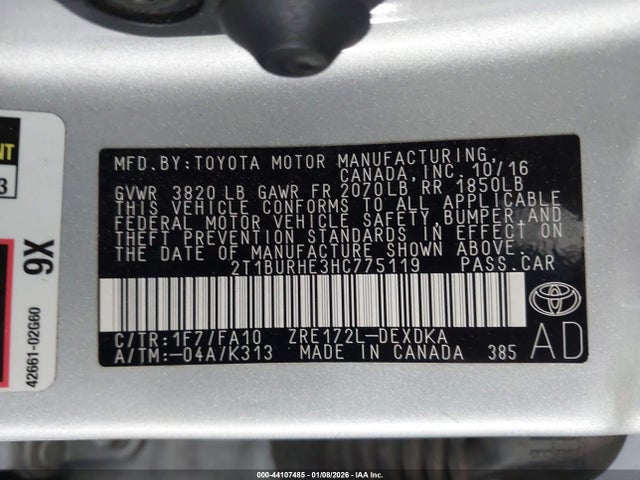 NT
3
9X
42661-02G60
MFD.BY:TOYOTA MOTOR MANUFACTURING,
CANADA, INC. 10/16
GVWR 3820 LB GAWR FR 2070LB RR 1850LB
THIS VEHICLE CONFORMS TO ALL APPLICABLE
FEDERAL MOTOR VEHICLE SAFETY, BUMPER, AND
THEFT PREVENTION STANDARDS IN EFFECT ON
THE DATE OF MANUFACTURE SHOWN ABOVE.
2T1BURHE3HC775119 PASS.CAR
C/TR:1F7/FA10 ZRE172L-DEXDKA
A/TM:-04A/K313 MADE IN CANADA 385
AD
000-44107485 - 01/08/2026 - IAA Inc.